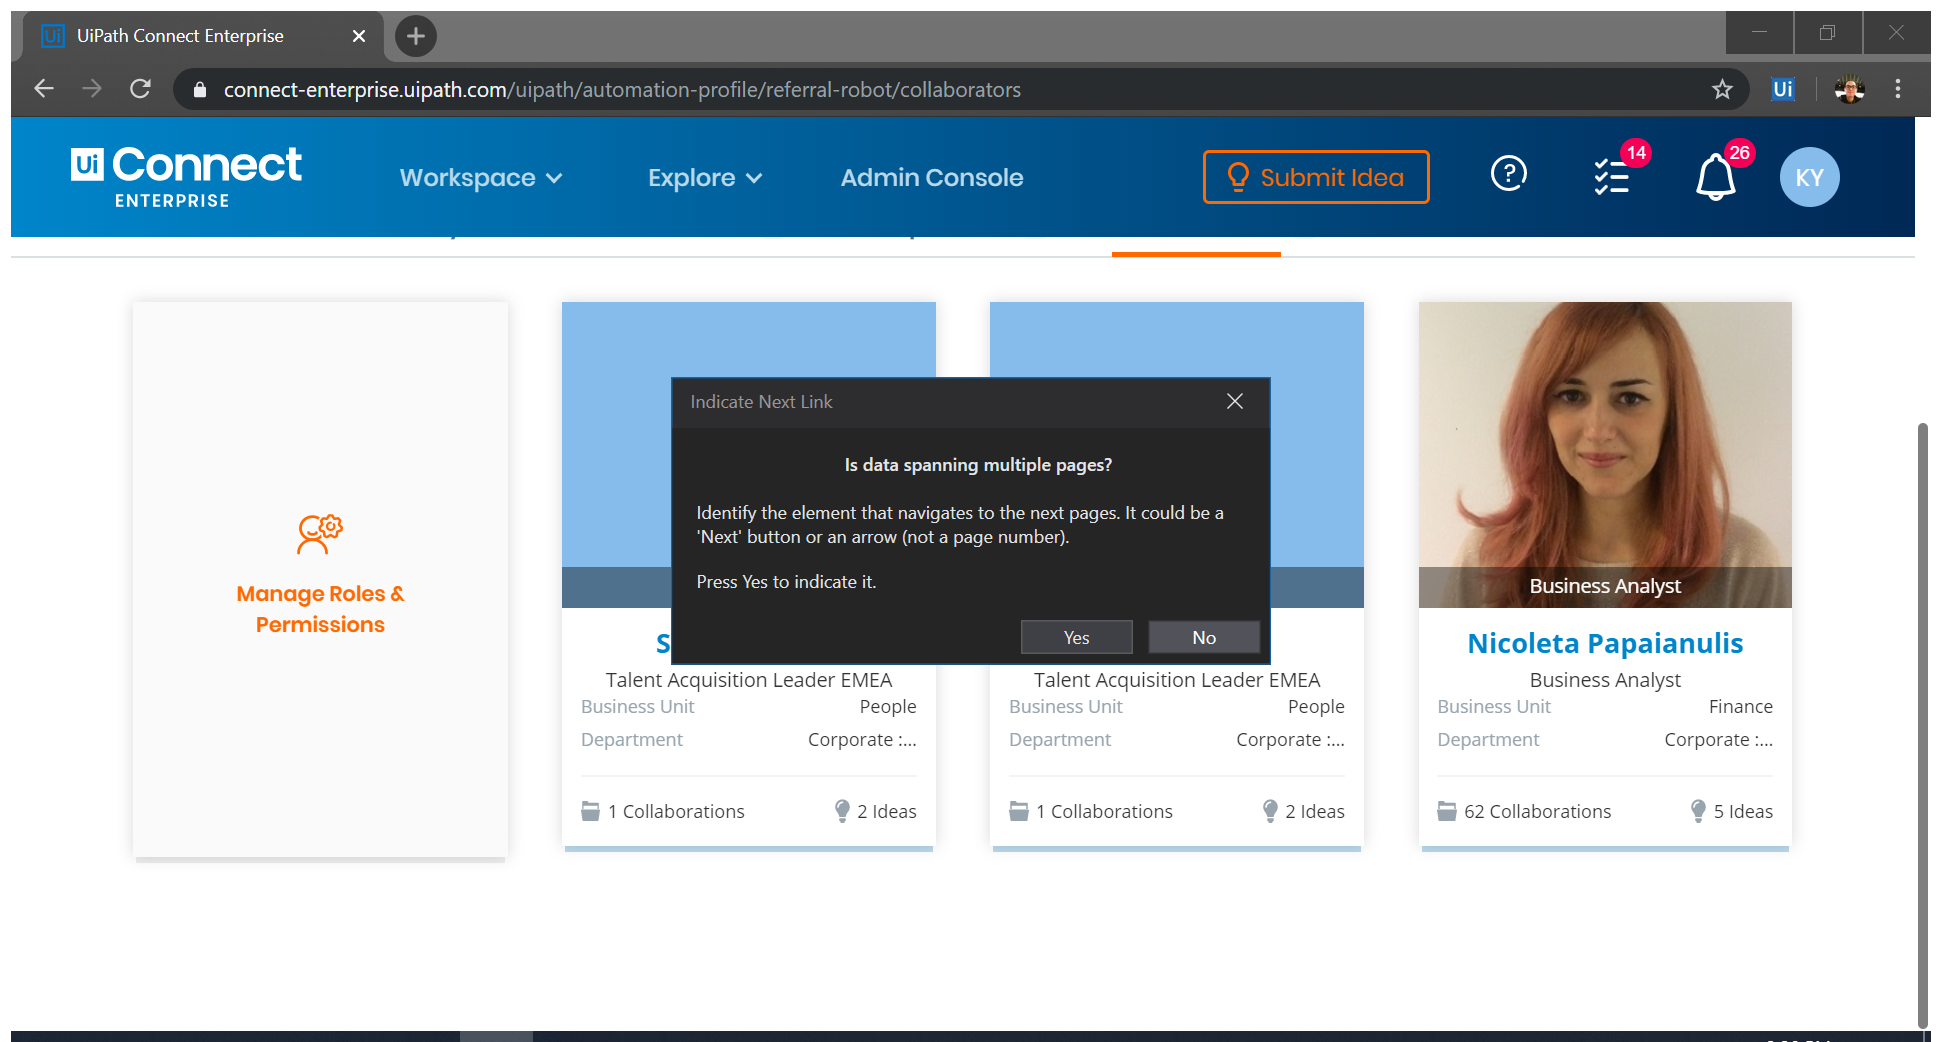 UiPath Connect Enterprise
connect-enterprise.uipath.com/uipath/automation-profile/referral-robot/collaborators
Ui
Ui Connect
ENTERPRISE
Workspace
Explore
Admin Console
Submit Idea
?
14
26
KY
Manage Roles &
Permissions
Indicate Next Link
Is data spanning multiple pages?
Identify the element that navigates to the next pages. It could be a
'Next' button or an arrow (not a page number).
Press Yes to indicate it.
Yes
No
S
Talent Acquisition Leader EMEA
Business Unit People
Department Corporate :...
1 Collaborations 2 Ideas
Talent Acquisition Leader EMEA
Business Unit People
Department Corporate :...
1 Collaborations 2 Ideas
Business Analyst
Nicoleta Papaianulis
Business Analyst
Business Unit Finance
Department Corporate :...
62 Collaborations 5 Ideas